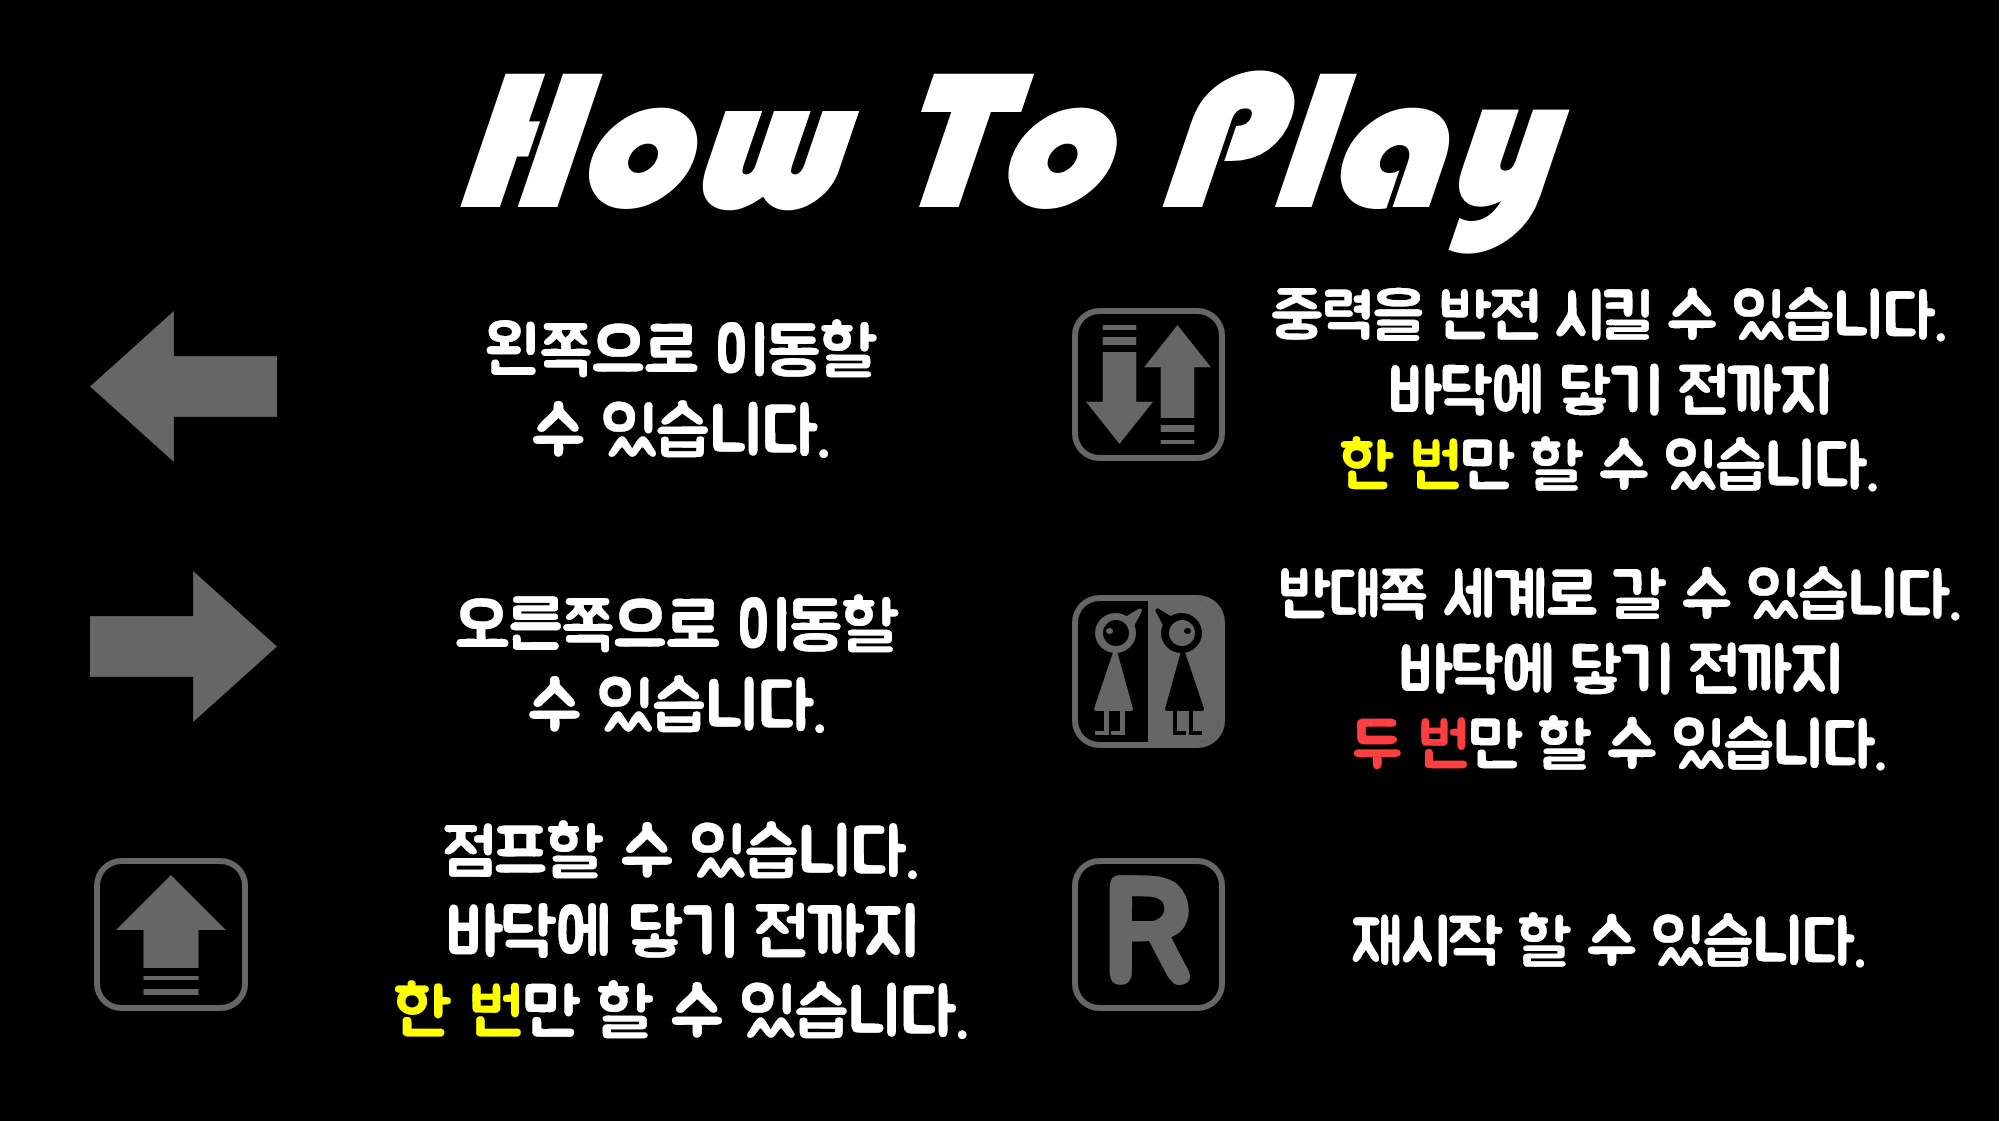 How To Play
왼쪽으로 이동할
수 있습니다.
오른쪽으로 이동할
수 있습니다.
점프할 수 있습니다.
바닥에 닿기 전까지
한 번만 할 수 있습니다.
중력을 반전 시킬 수 있습니다.
바닥에 닿기 전까지
한 번만 할 수 있습니다.
반대쪽 세계로 갈 수 있습니다.
바닥에 닿기 전까지
두 번만 할 수 있습니다.
R
재시작 할 수 있습니다.